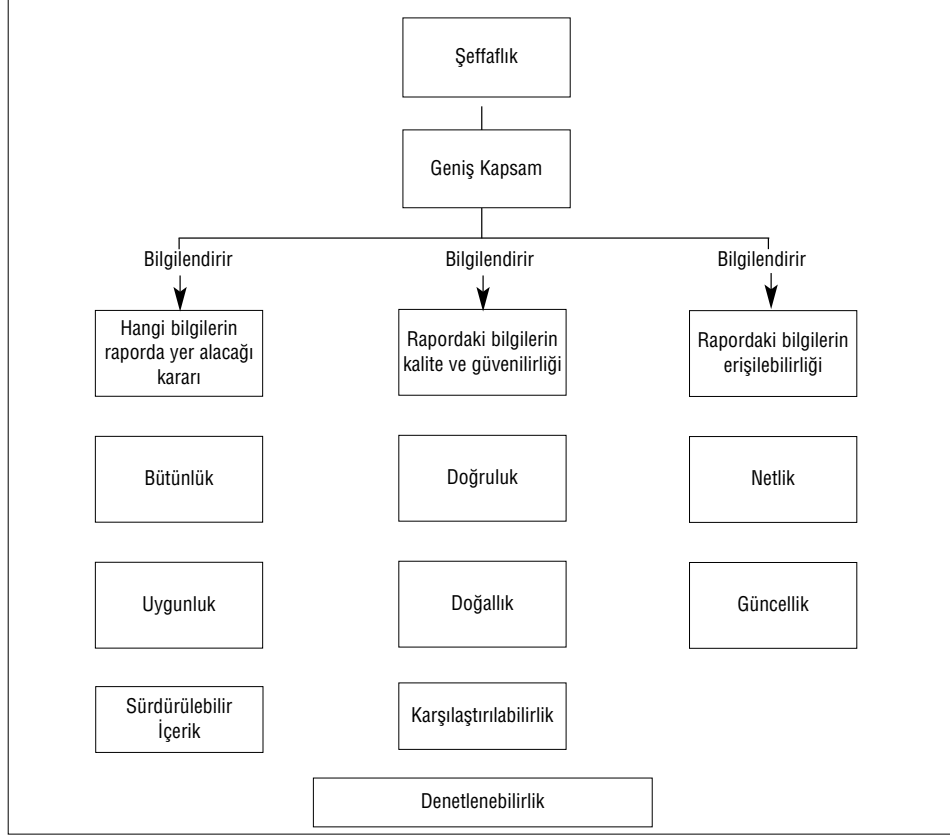 Şeffaflık
Geniş Kapsam
Bilgilendirir
Bilgilendirir
Bilgilendirir
Hangi bilgilerin
raporda yer alacağı
kararı
Rapordaki bilgilerin
kalite ve güvenilirliği
Rapordaki bilgilerin
erişilebilirliği
Bütünlük
Doğruluk
Netlik
Uygunluk
Doğallık
Güncellik
Sürdürülebilir
İçerik
Karşılaştırılabilirlik
Denetlenebilirlik